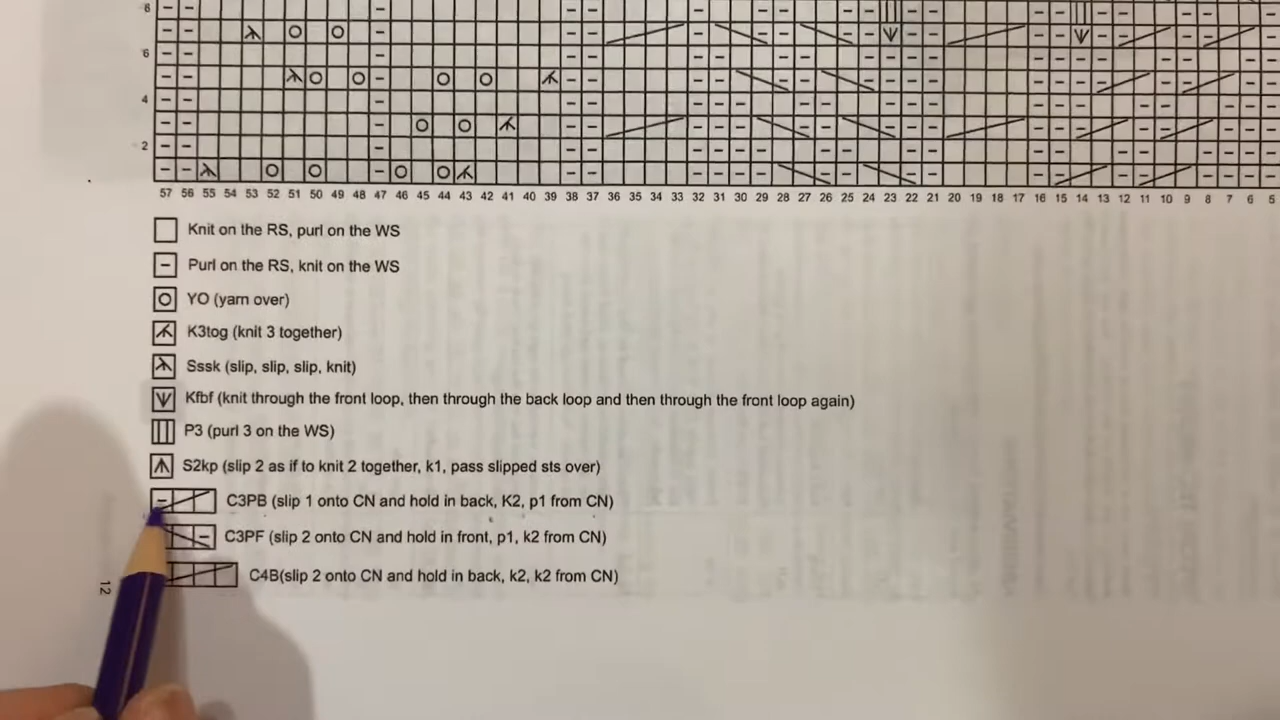 8
6
4
2
57 56 55 54 53 52 51 50 49 48 47 46 45 44 43 42 41 40 39 38 37 36 35 34 33 32 31 30 29 28 27 26 25 24 23 22 21 20 19 18 17 16 15 14 13 12 11 10 9 8 7 6 5
Knit on the RS, purl on the WS
Purl on the RS, knit on the WS
YO (yarn over)
K3tog (knit 3 together)
Sssk (slip, slip, slip, knit)
Kfbf (knit through the front loop, then through the back loop and then through the front loop again)
P3 (purl 3 on the WS)
S2kp (slip 2 as if to knit 2 together, k1, pass slipped sts over)
C3PB (slip 1 onto CN and hold in back, K2, p1 from CN)
C3PF (slip 2 onto CN and hold in front, p1, k2 from CN)
C4B(slip 2 onto CN and hold in back, k2, k2 from CN)
12